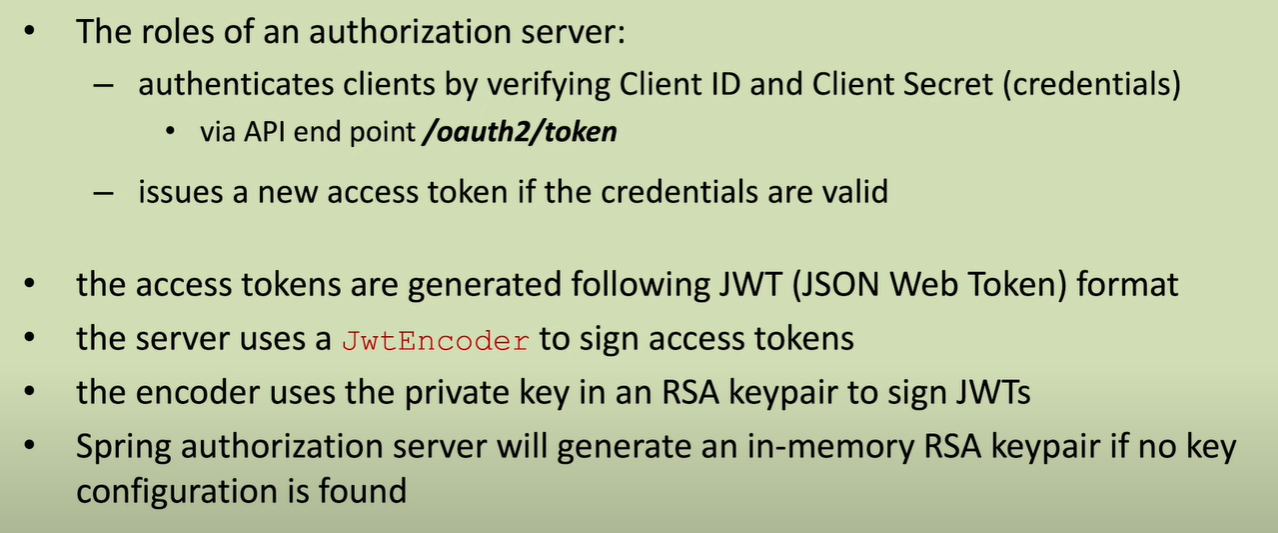 • The roles of an authorization server:
– authenticates clients by verifying Client ID and Client Secret (credentials)
• via API end point /oauth2/token
– issues a new access token if the credentials are valid
• the access tokens are generated following JWT (JSON Web Token) format
• the server uses a JwtEncoder to sign access tokens
• the encoder uses the private key in an RSA keypair to sign JWTs
• Spring authorization server will generate an in-memory RSA keypair if no key
configuration is found